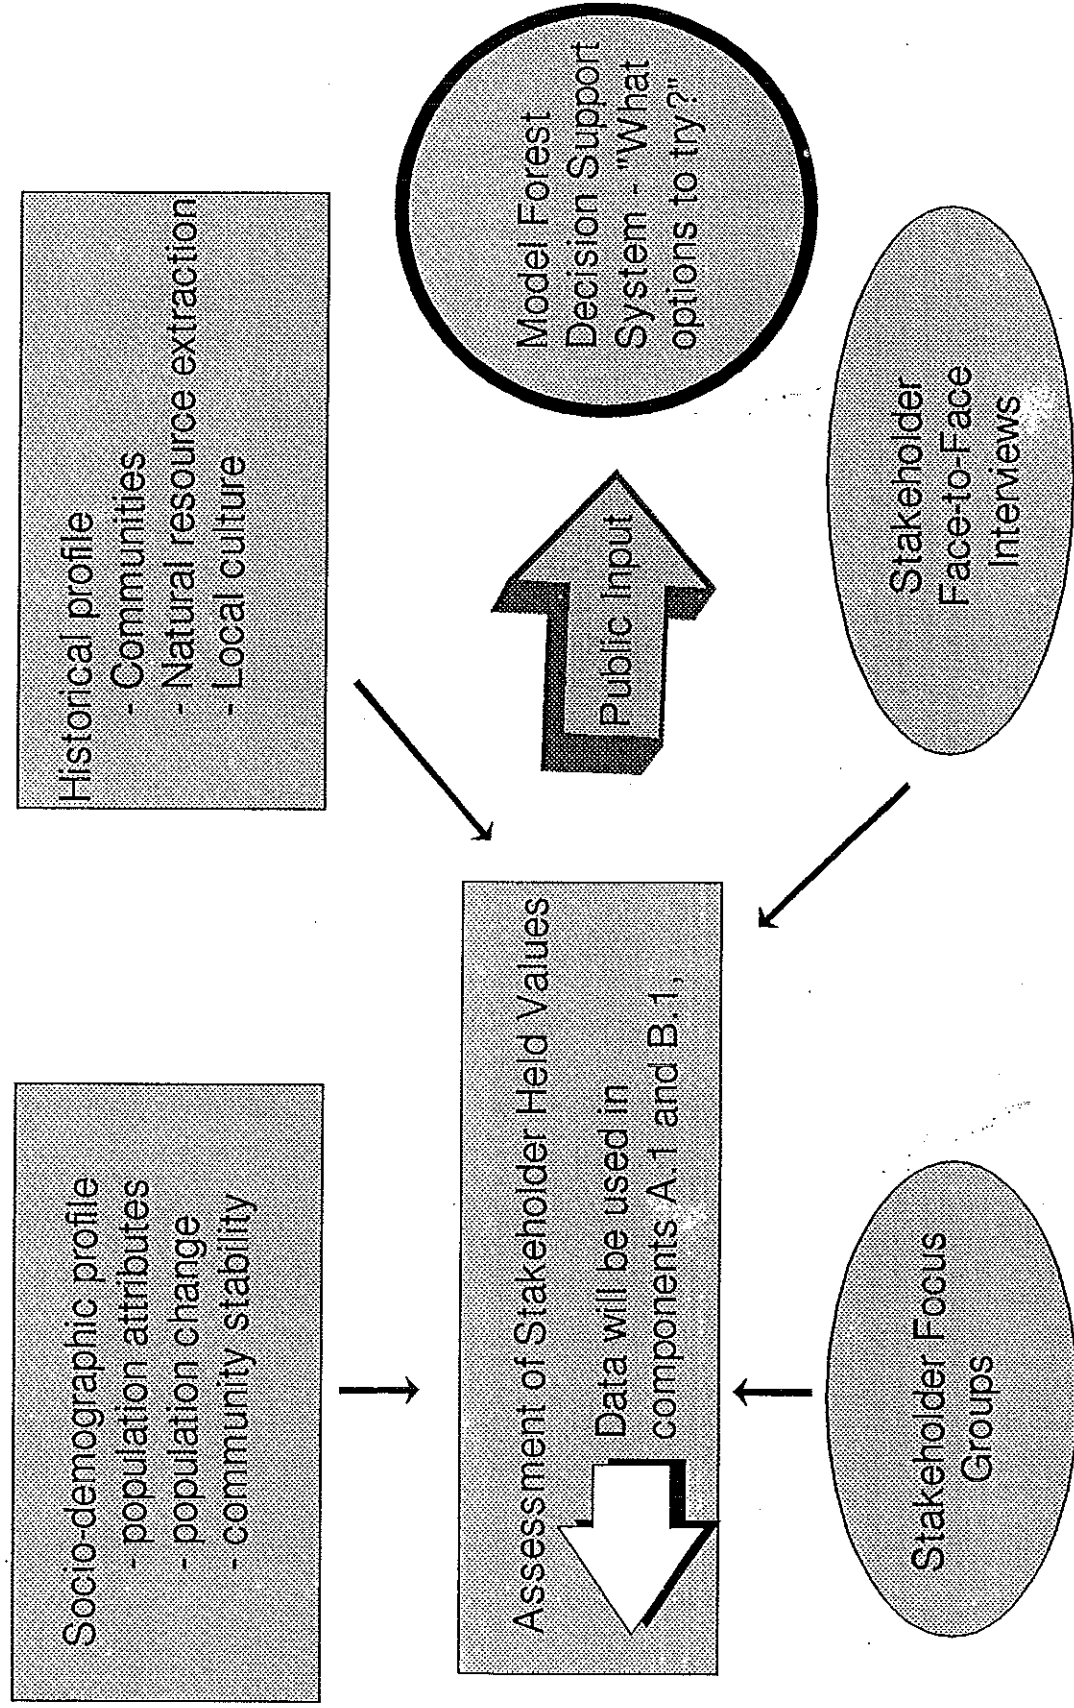 Socio-demographic profile
- population attributes
- population change
- community stability
Historical profile
- Communities
- Natural resource extraction
- Local culture
Assessment of Stakeholder Held Values
Data will be used in
components A.1 and B.1,
Public Input
Model Forest
Decision Support
System - "What
options to try?"
Stakeholder Focus
Groups
Stakeholder
Face-to-Face
Interviews